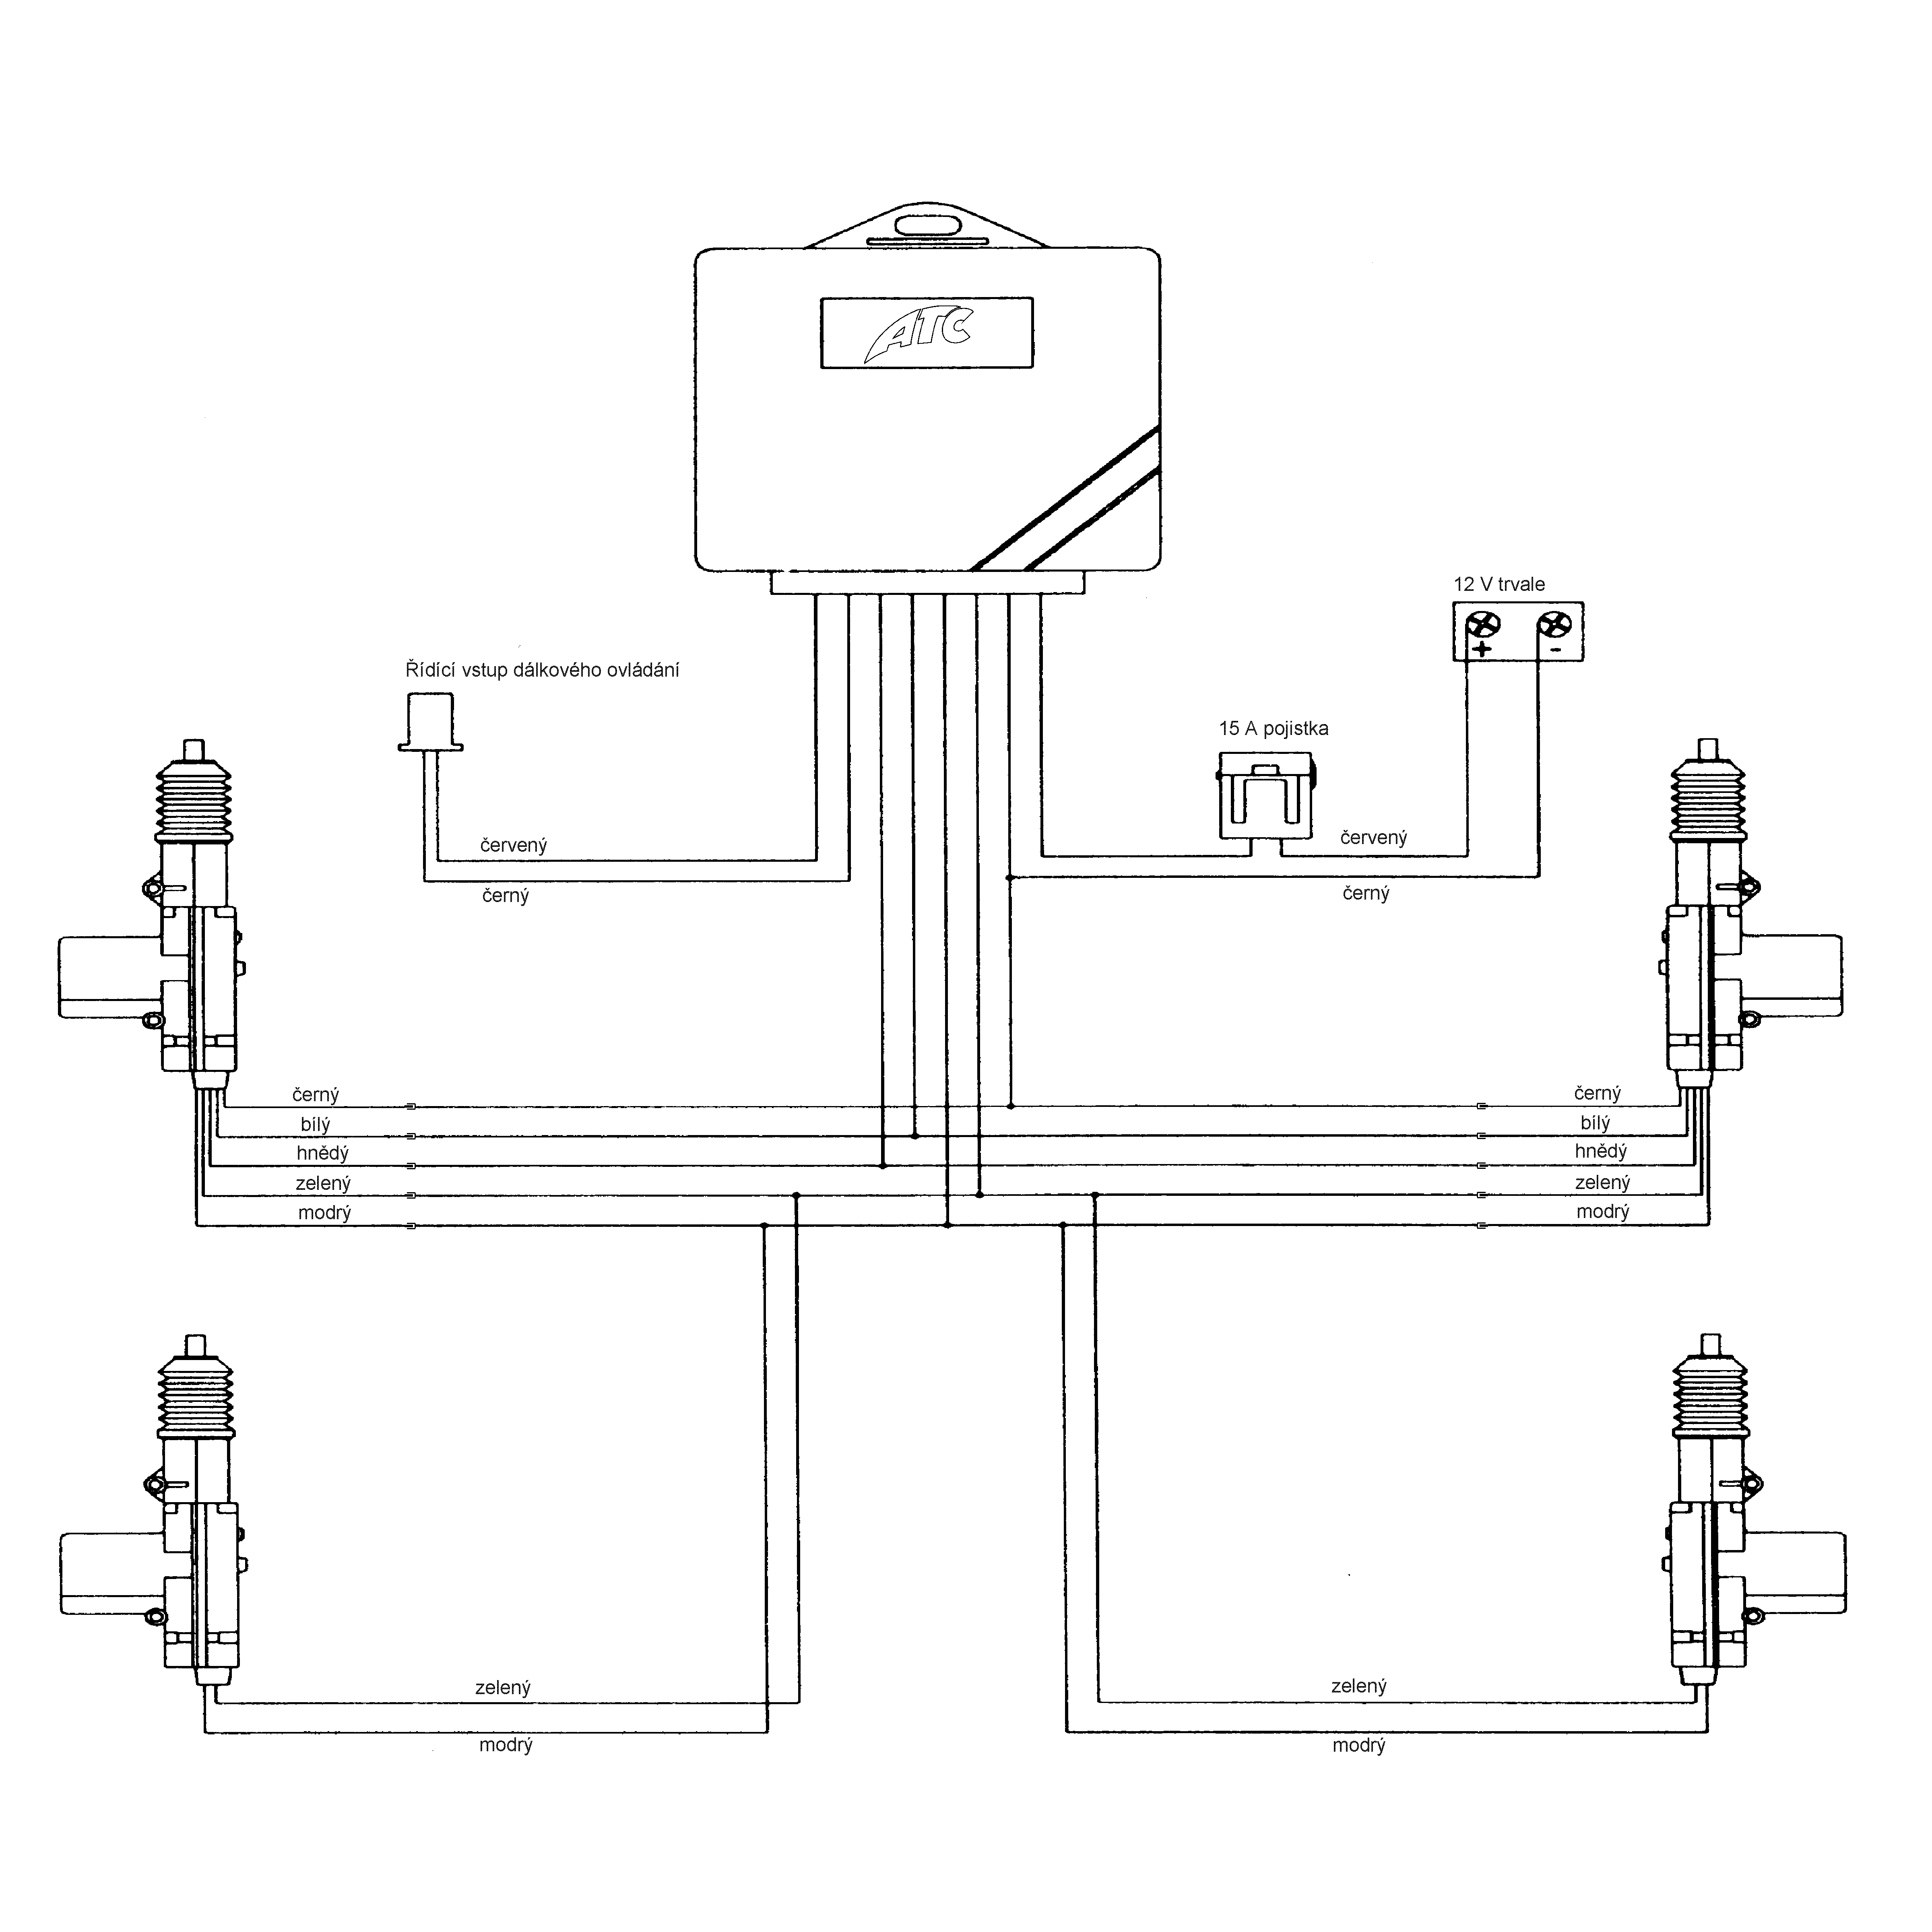 ATC
12 V trvale
+ -
Řídící vstup dálkového ovládání
15 A pojistka
červený
černý
červený
černý
černý
bílý
hnědý
zelený
modrý
černý
bílý
hnědý
zelený
modrý
zelený
modrý
zelený
modrý